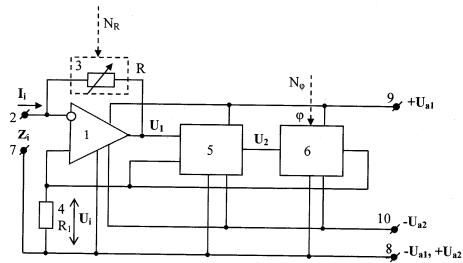 N_R
3
R
I_i
2
Z_i
7
1
U_1
5
U_2
6
N_φ
φ
9 +U_a1
4
R_1
U_i
10 -U_a2
8 -U_a1, +U_a2